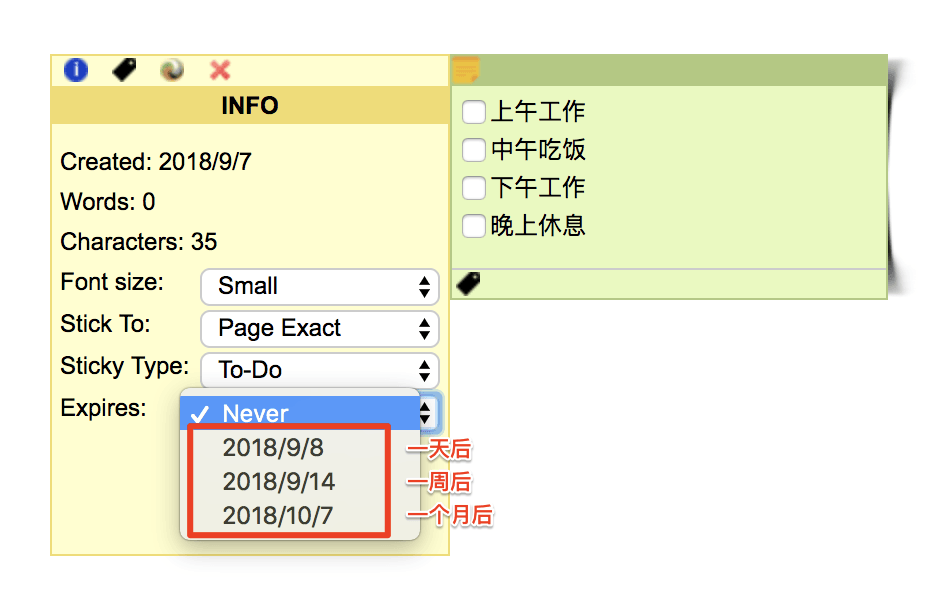 INFO
Created: 2018/9/7
Words: 0
Characters: 35
Font size: Small
Stick To: Page Exact
Sticky Type: To-Do
Expires: Never
2018/9/8 一天后
2018/9/14 一周后
2018/10/7 一个月后
上午工作
中午吃饭
下午工作
晚上休息